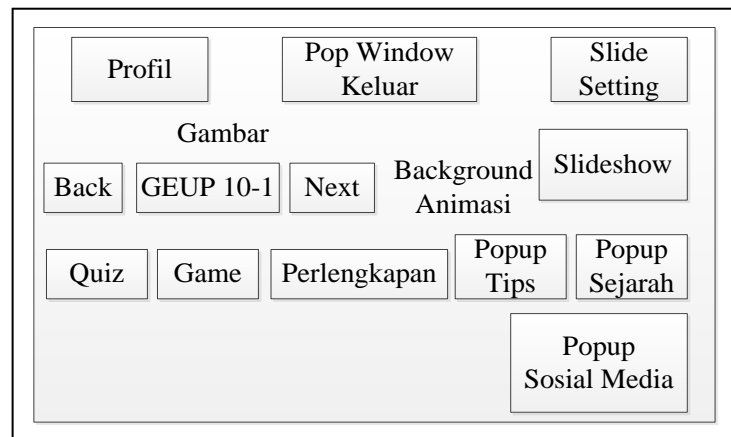 Profil
Pop Window
Keluar
Slide
Setting
Gambar
Back
GEUP 10-1
Next
Background
Animasi
Slideshow
Quiz
Game
Perlengkapan
Popup
Tips
Popup
Sejarah
Popup
Sosial Media